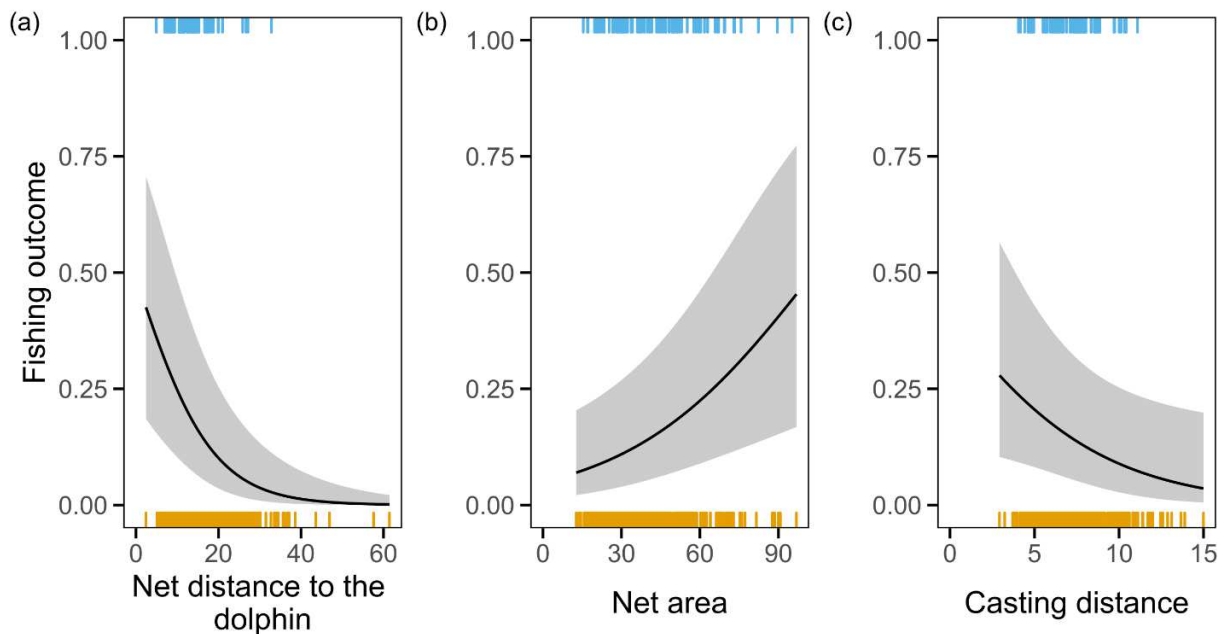 (a)
(b)
(c)
Fishing outcome
1.00
0.75
0.50
0.25
0.00
0 20 40 60
Net distance to the
dolphin
1.00
0.75
0.50
0.25
0.00
0 30 60 90
Net area
1.00
0.75
0.50
0.25
0.00
0 5 10 15
Casting distance